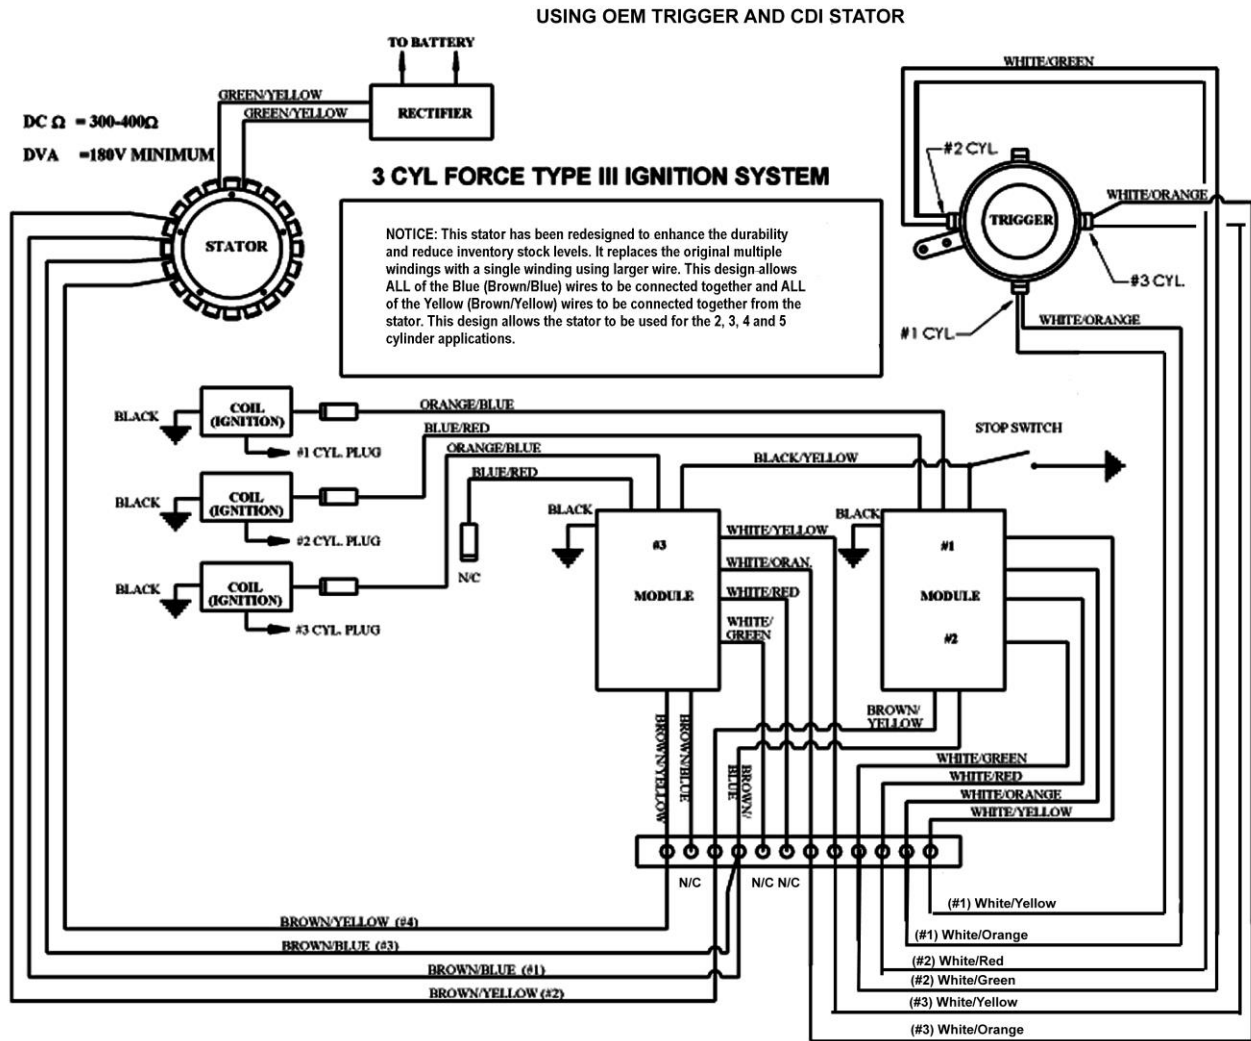 USING OEM TRIGGER AND CDI STATOR
TO BATTERY
WHITE/GREEN
GREEN/YELLOW
GREEN/YELLOW
RECTIFIER
DC Ω = 300-400Ω
DVA =180V MINIMUM
3 CYL FORCE TYPE III IGNITION SYSTEM
#2 CYL.
WHITE/ORANGE
TRIGGER
STATOR
#3 CYL.
#1 CYL.
WHITE/ORANGE
NOTICE: This stator has been redesigned to enhance the durability
and reduce inventory stock levels. It replaces the original multiple
windings with a single winding using larger wire. This design allows
ALL of the Blue (Brown/Blue) wires to be connected together and ALL
of the Yellow (Brown/Yellow) wires to be connected together from the
stator. This design allows the stator to be used for the 2, 3, 4 and 5
cylinder applications.
BLACK
COIL
(IGNITION)
#1 CYL. PLUG
ORANGE/BLUE
BLUE/RED
ORANGE/BLUE
BLUE/RED
STOP SWITCH
BLACK/YELLOW
BLACK
COIL
(IGNITION)
#2 CYL. PLUG
BLACK
COIL
(IGNITION)
#3 CYL. PLUG
N/C
BLACK
#3
MODULE
WHITE/YELLOW
WHITE/ORAN.
WHITE/RED
WHITE/
GREEN
BLACK
#1
MODULE
#2
BROWN/YELLOW
BROWN/BLUE
BROWN/
BLUE
BROWN/
YELLOW
WHITE/GREEN
WHITE/RED
WHITE/ORANGE
WHITE/YELLOW
N/C
N/C N/C
(#1) White/Yellow
(#1) White/Orange
(#2) White/Red
(#2) White/Green
(#3) White/Yellow
(#3) White/Orange
BROWN/YELLOW (#4)
BROWN/BLUE (#3)
BROWN/BLUE (#1)
BROWN/YELLOW (#2)